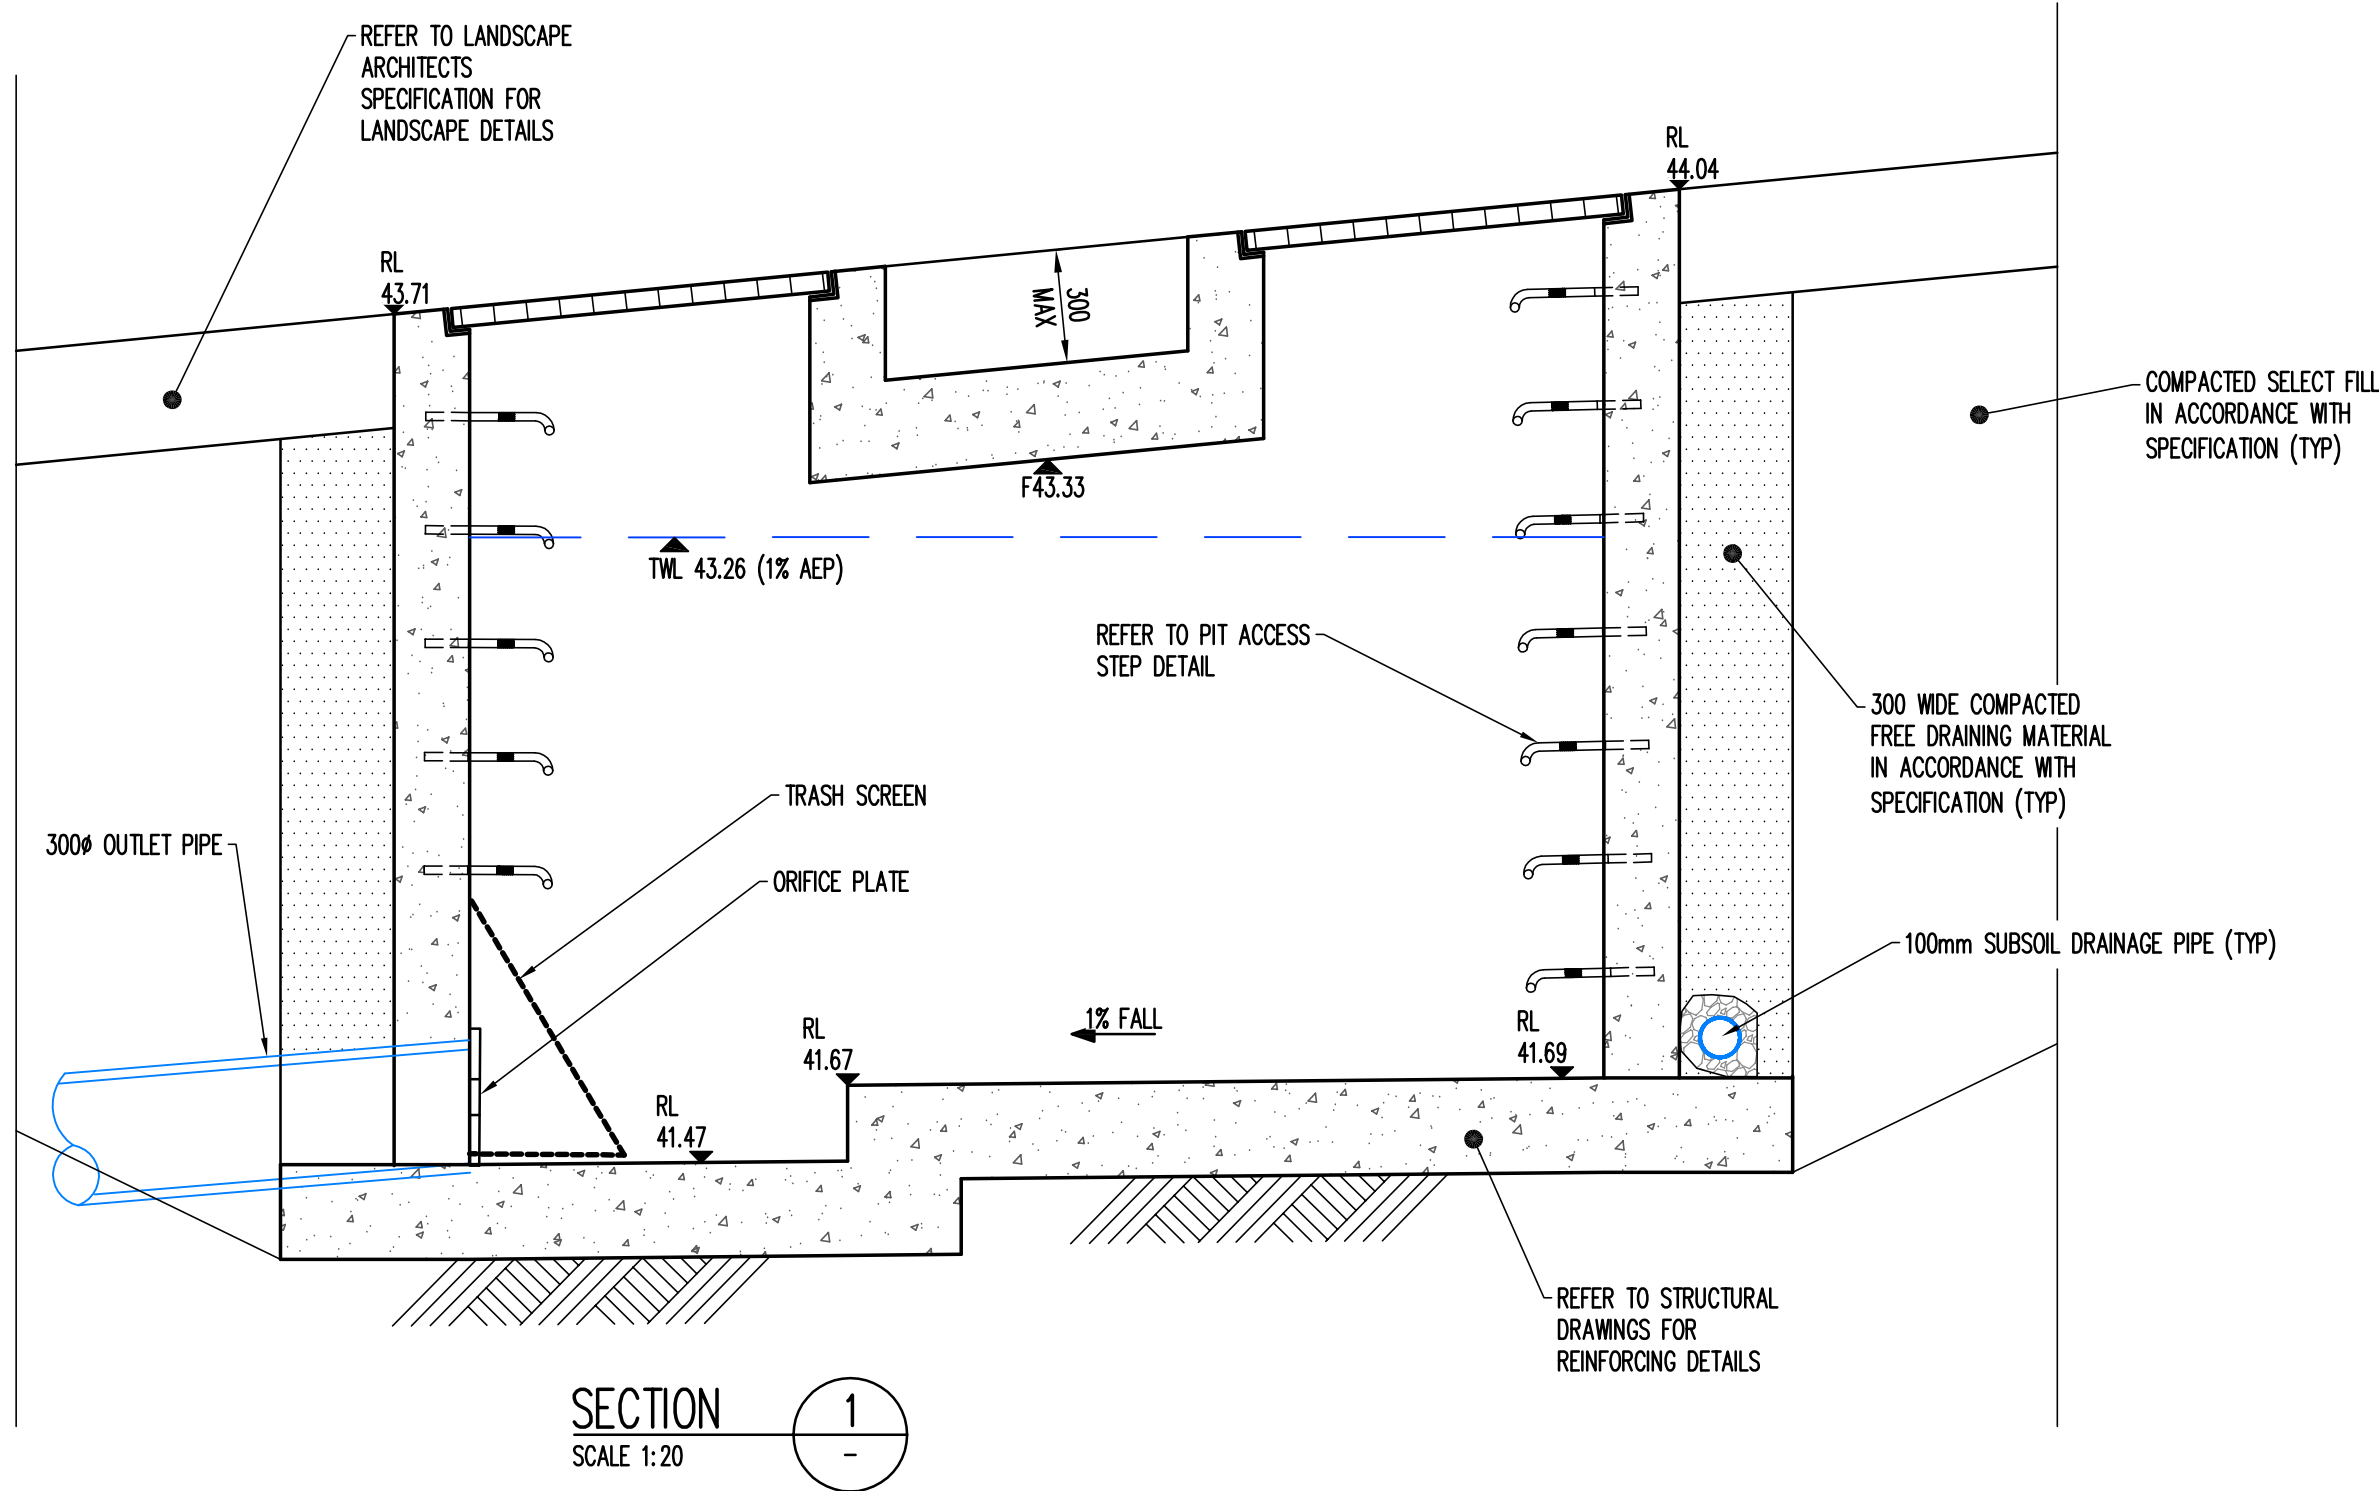 REFER TO LANDSCAPE
ARCHITECTS
SPECIFICATION FOR
LANDSCAPE DETAILS
RL
44.04
RL
43.71
300
MAX
F43.33
COMPACTED SELECT FILL
IN ACCORDANCE WITH
SPECIFICATION (TYP)
TWL 43.26 (1% AEP)
REFER TO PIT ACCESS
STEP DETAIL
300 WIDE COMPACTED
FREE DRAINING MATERIAL
IN ACCORDANCE WITH
SPECIFICATION (TYP)
TRASH SCREEN
300ø OUTLET PIPE
ORIFICE PLATE
100mm SUBSOIL DRAINAGE PIPE (TYP)
1% FALL
RL
41.67
RL
41.69
RL
41.47
REFER TO STRUCTURAL
DRAWINGS FOR
REINFORCING DETAILS
SECTION
1
SCALE 1:20
-